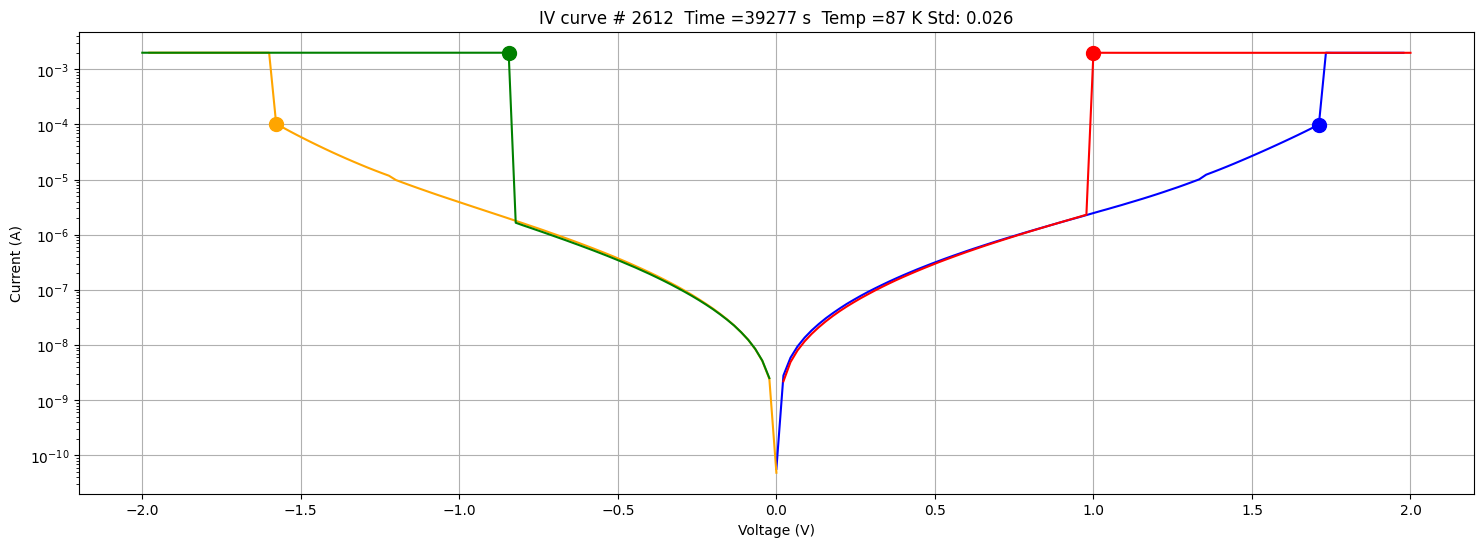 IV curve # 2612  Time =39277 s  Temp =87 K Std: 0.026
Current (A)
10⁻³
10⁻⁴
10⁻⁵
10⁻⁶
10⁻⁷
10⁻⁸
10⁻⁹
10⁻¹⁰
−2.0 −1.5 −1.0 −0.5 0.0 0.5 1.0 1.5 2.0
Voltage (V)